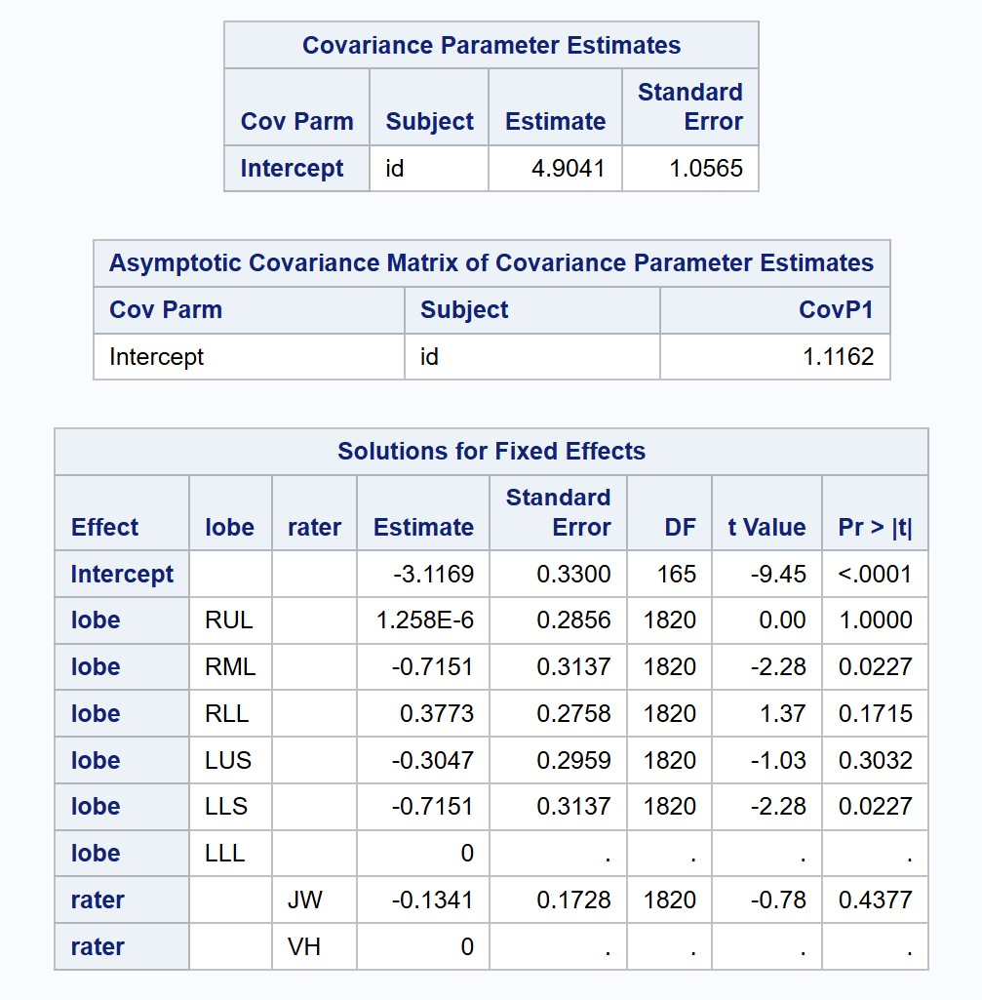 Covariance Parameter Estimates
Cov Parm Subject Estimate Standard Error
Intercept id 4.9041 1.0565
Asymptotic Covariance Matrix of Covariance Parameter Estimates
Cov Parm Subject CovP1
Intercept id 1.1162
Solutions for Fixed Effects
Effect lobe rater Estimate Standard Error DF t Value Pr > |t|
Intercept -3.1169 0.3300 165 -9.45 <.0001
lobe RUL 1.258E-6 0.2856 1820 0.00 1.0000
lobe RML -0.7151 0.3137 1820 -2.28 0.0227
lobe RLL 0.3773 0.2758 1820 1.37 0.1715
lobe LUS -0.3047 0.2959 1820 -1.03 0.3032
lobe LLS -0.7151 0.3137 1820 -2.28 0.0227
lobe LLL 0 . . . .
rater JW -0.1341 0.1728 1820 -0.78 0.4377
rater VH 0 . . . .